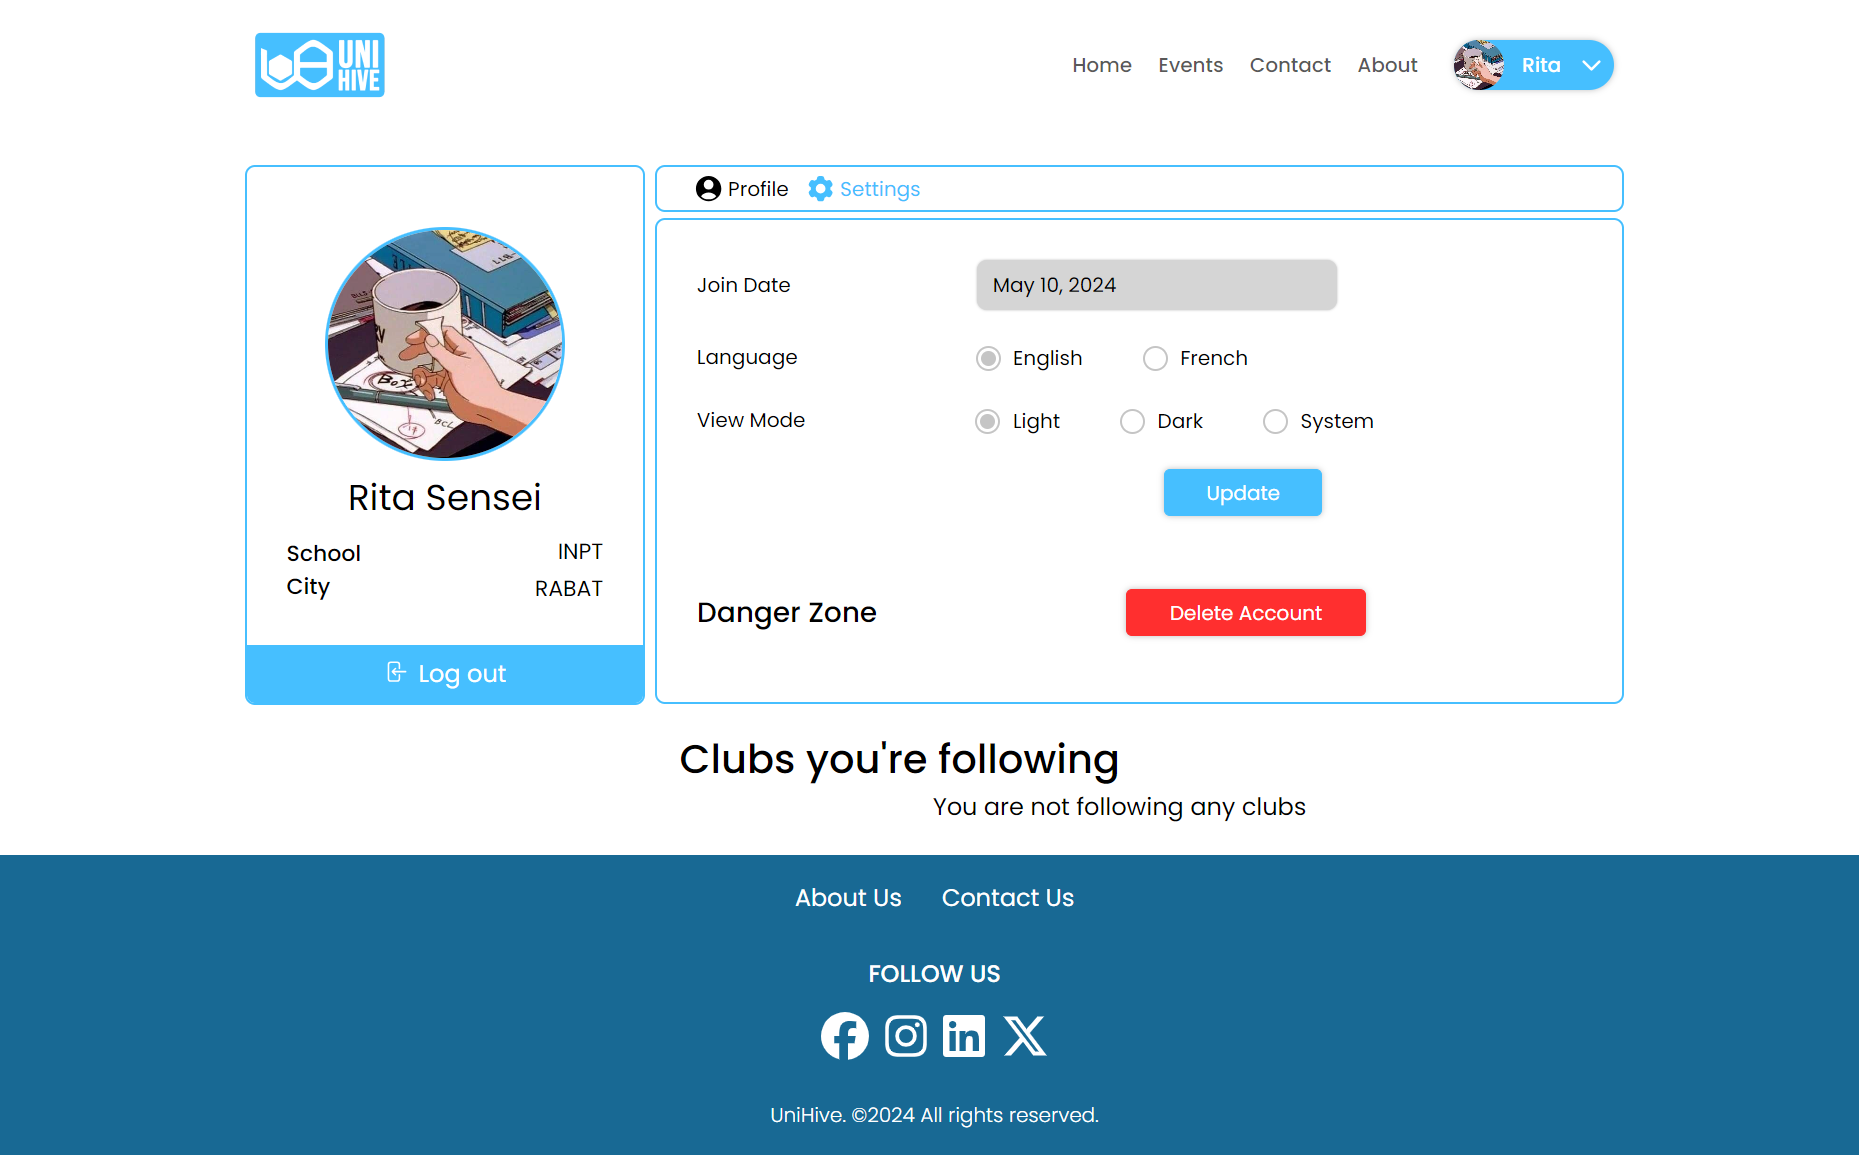 UNI
HIVE
Home Events Contact About Rita
Profile Settings
Join Date May 10, 2024
Language English French
View Mode Light Dark System
Update
Danger Zone Delete Account
BOX
BCL
Rita Sensei
School INPT
City RABAT
Log out
Clubs you're following
You are not following any clubs
About Us Contact Us
FOLLOW US
UniHive. ©2024 All rights reserved.